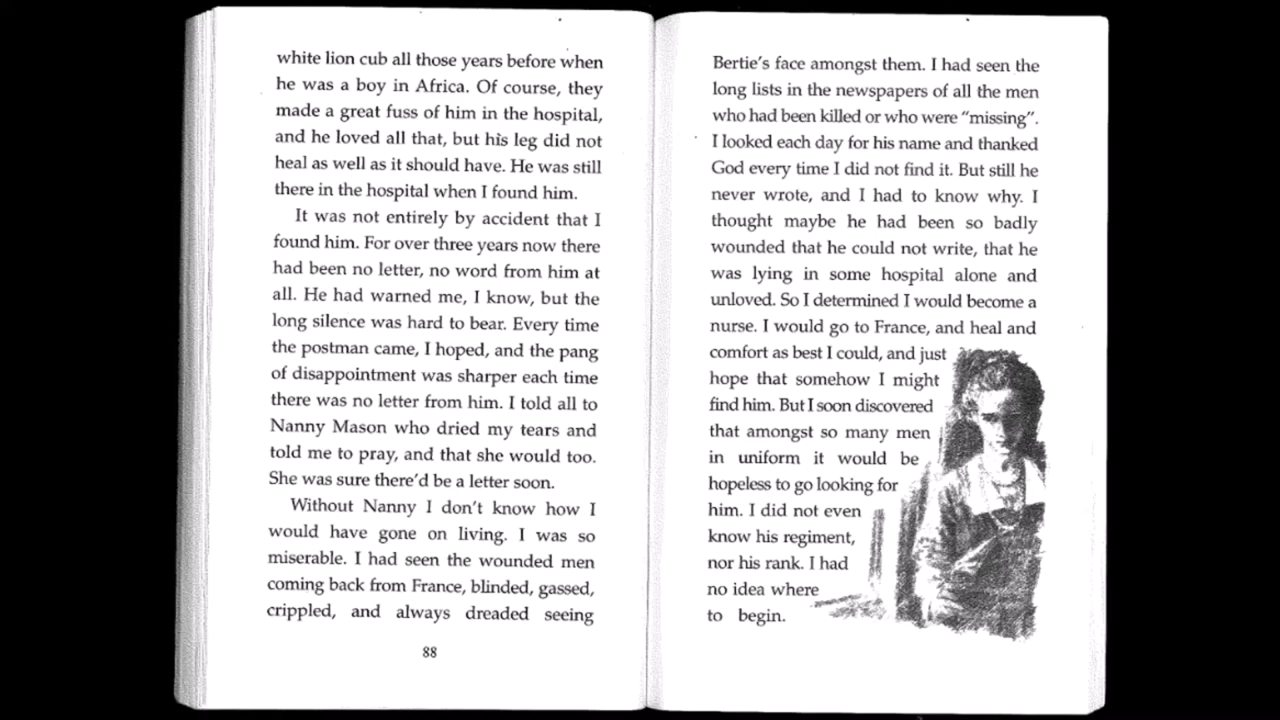 white lion cub all those years before when
he was a boy in Africa. Of course, they
made a great fuss of him in the hospital,
and he loved all that, but his leg did not
heal as well as it should have. He was still
there in the hospital when I found him.
It was not entirely by accident that I
found him. For over three years now there
had been no letter, no word from him at
all. He had warned me, I know, but the
long silence was hard to bear. Every time
the postman came, I hoped, and the pang
of disappointment was sharper each time
there was no letter from him. I told all to
Nanny Mason who dried my tears and
told me to pray, and that she would too.
She was sure there'd be a letter soon.
Without Nanny I don't know how I
would have gone on living. I was so
miserable. I had seen the wounded men
coming back from France, blinded, gassed,
crippled, and always dreaded seeing
88
Bertie's face amongst them. I had seen the
long lists in the newspapers of all the men
who had been killed or who were "missing".
I looked each day for his name and thanked
God every time I did not find it. But still he
never wrote, and I had to know why. I
thought maybe he had been so badly
wounded that he could not write, that he
was lying in some hospital alone and
unloved. So I determined I would become a
nurse. I would go to France, and heal and
comfort as best I could, and just
hope that somehow I might
find him. But I soon discovered
that amongst so many men
in uniform it would be
hopeless to go looking for
him. I did not even
know his regiment,
nor his rank. I had
no idea where
to begin.